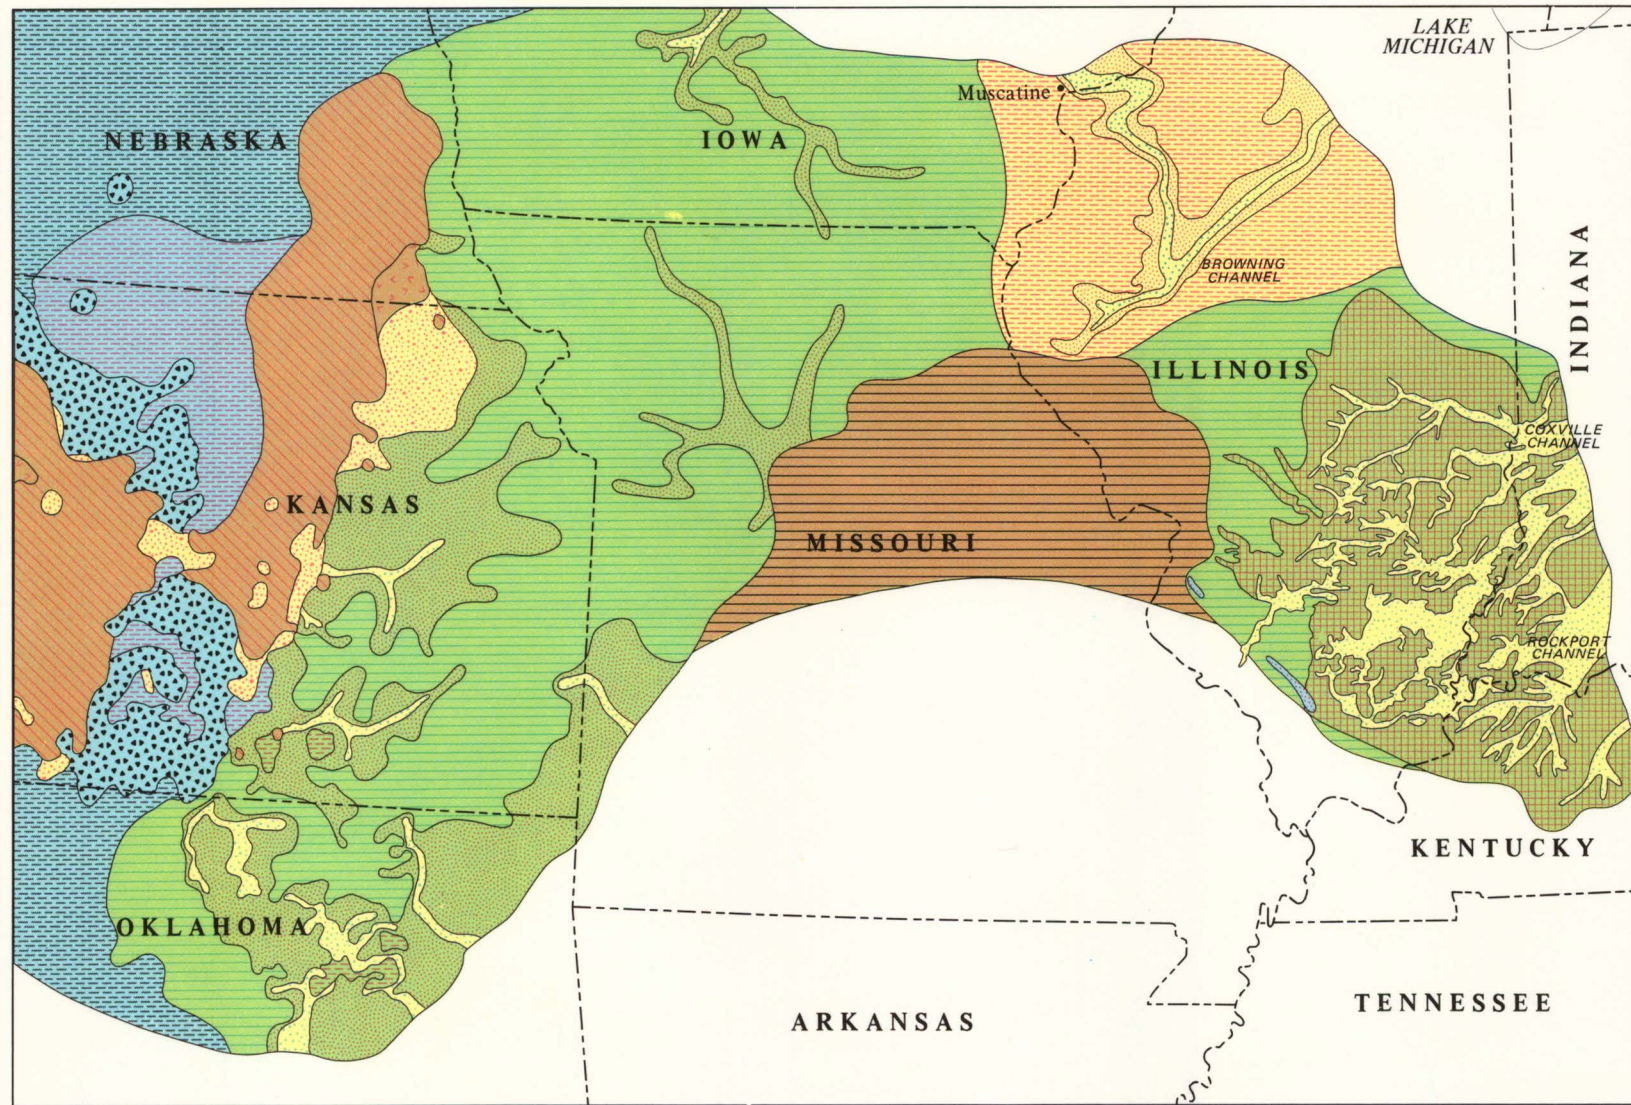 LAKE
MICHIGAN
Muscatine
NEBRASKA
IOWA
INDIANA
BROWNING
CHANNEL
ILLINOIS
COXVILLE
CHANNEL
KANSAS
MISSOURI
ROCKPORT
CHANNEL
KENTUCKY
OKLAHOMA
TENNESSEE
ARKANSAS